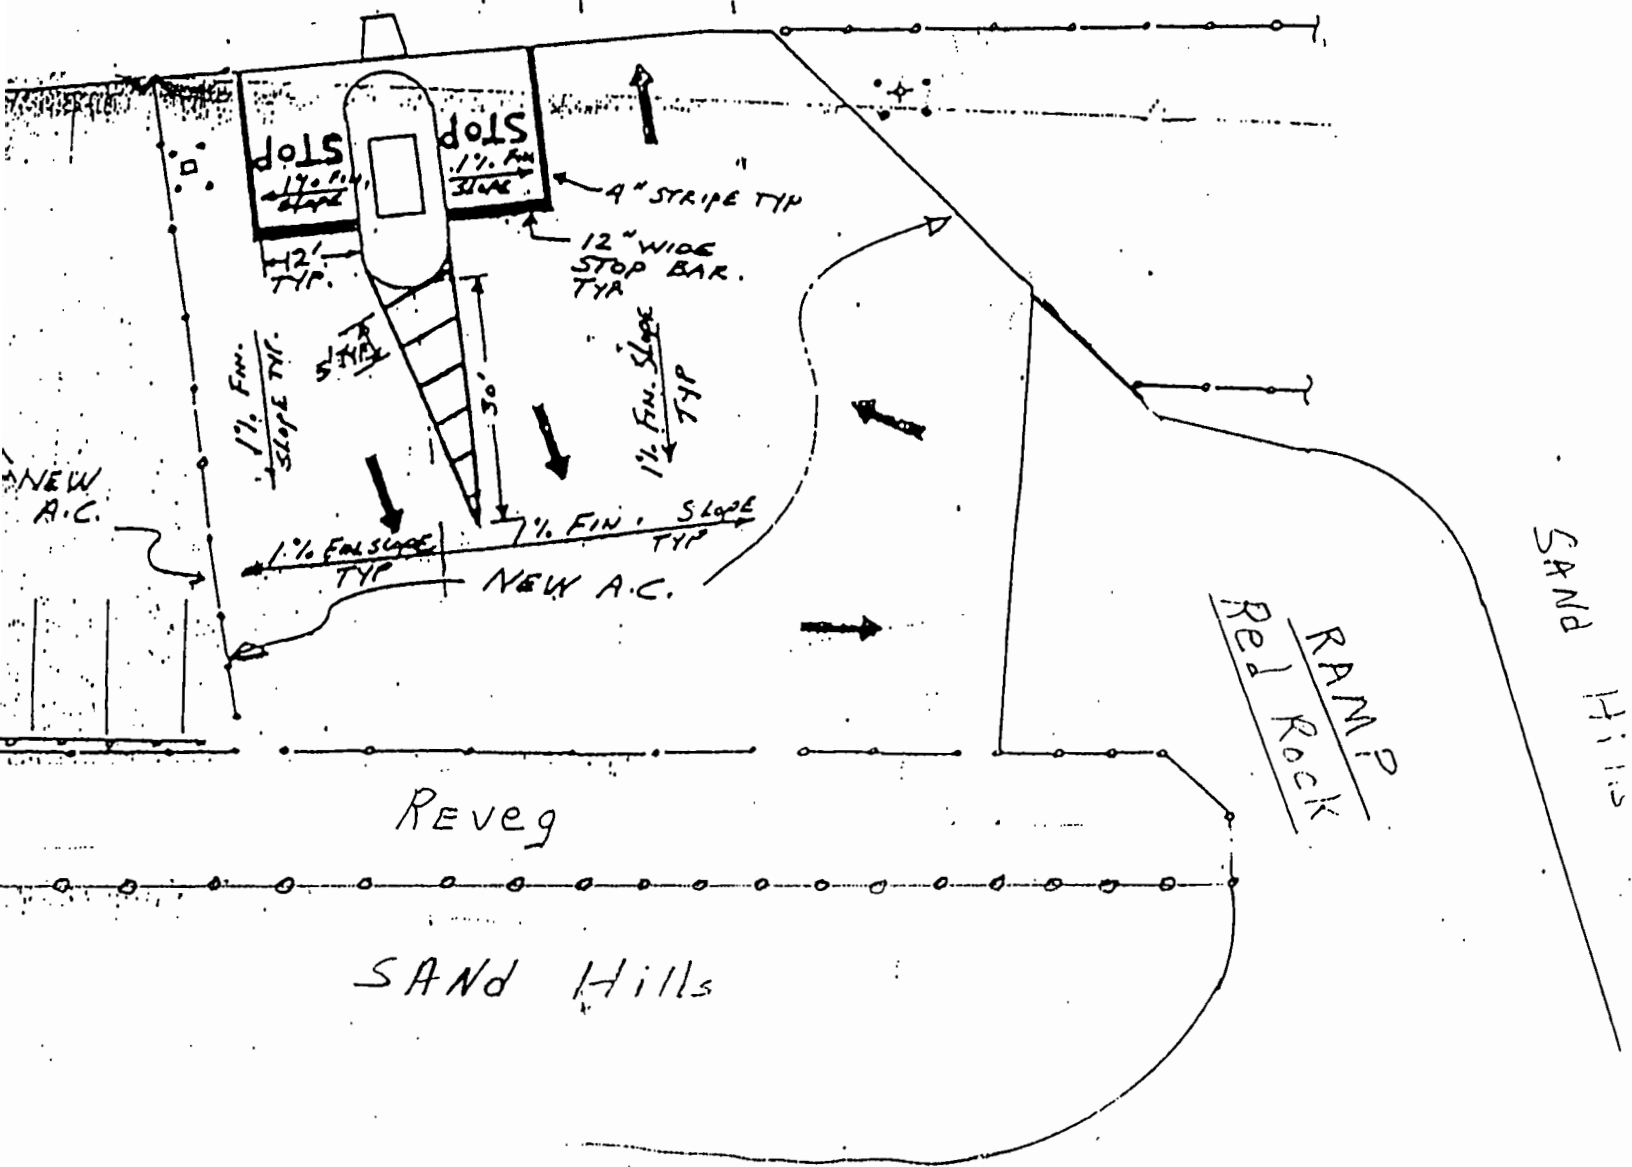 STOP
STOP
1% FIN.
SLOPE
1% FIN
SLOPE
4" STRIPE TYP
12" WIDE
STOP BAR.
TYP
12'
TYP.
5' TYP
30'
1% FIN.
SLOPE TYP.
1% FIN. SLOPE
TYP
NEW
A.C.
1% FIN. SLOPE
TYP
1% FIN. SLOPE
TYP
NEW A.C.
RAMP
Red Rock
SAND Hills
Reveg
SAND Hills